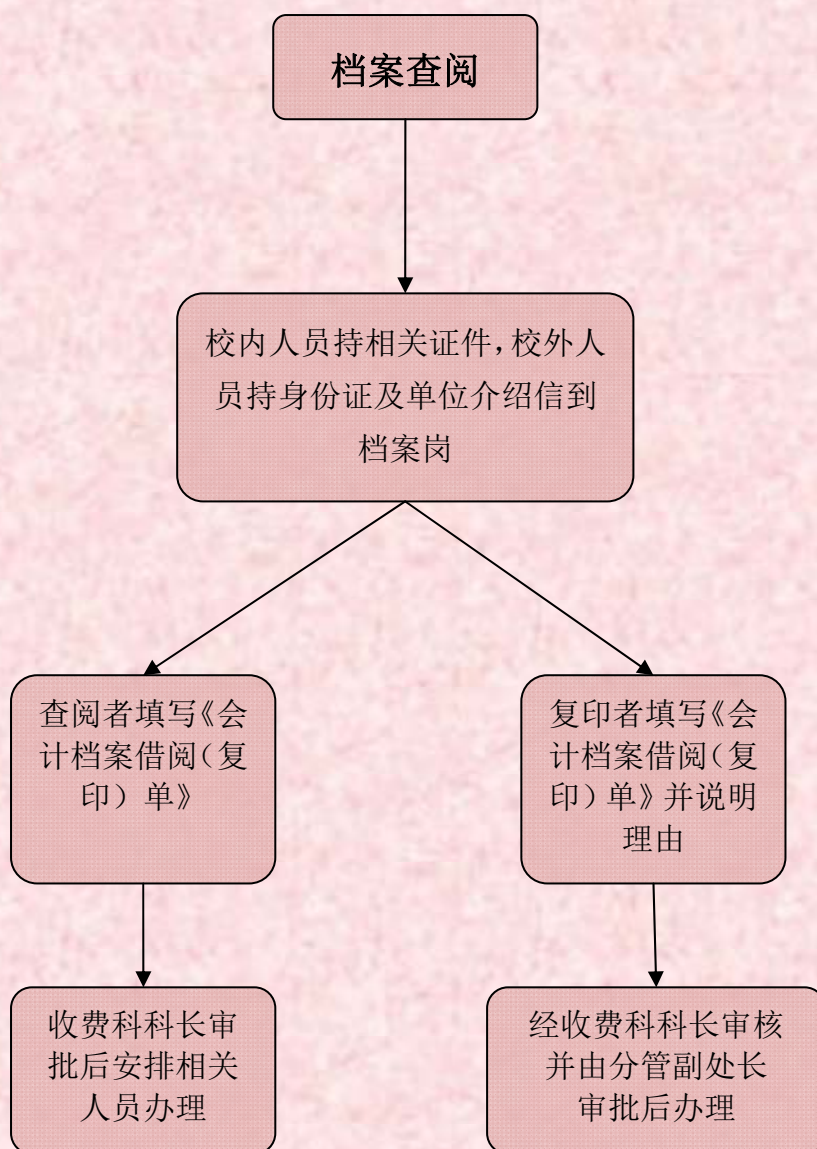 档案查阅
校内人员持相关证件，校外人
员持身份证及单位介绍信到
档案岗
查阅者填写《会
计档案借阅（复
印）单》
复印者填写《会
计档案借阅（复
印）单》并说明
理由
收费科科长审
批后安排相关
人员办理
经收费科科长审核
并由分管副处长
审批后办理